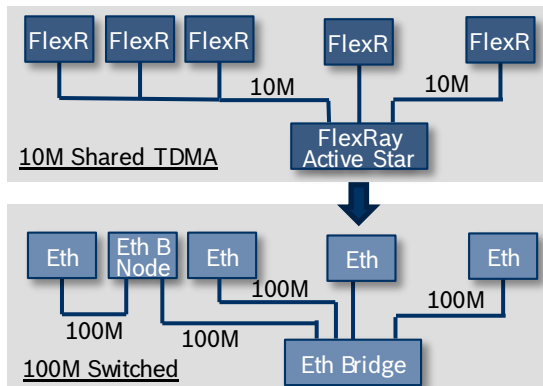 FlexR FlexR FlexR FlexR FlexR
10M 10M
FlexRay
Active Star
10M Shared TDMA
Eth Eth B
Node Eth Eth Eth
100M 100M
100M 100M
100M Switched Eth Bridge